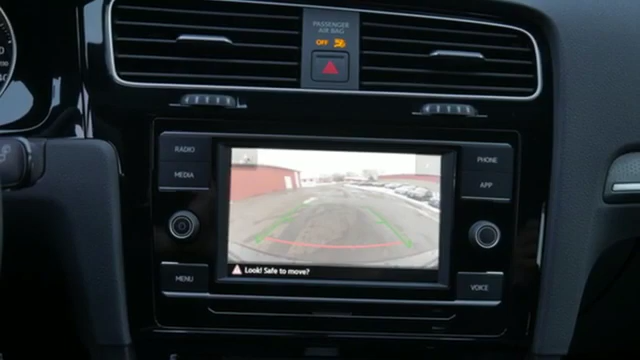 PASSENGER
AIR BAG
OFF
RADIO
MEDIA
PHONE
APP
Look! Safe to move?
MENU
VOICE